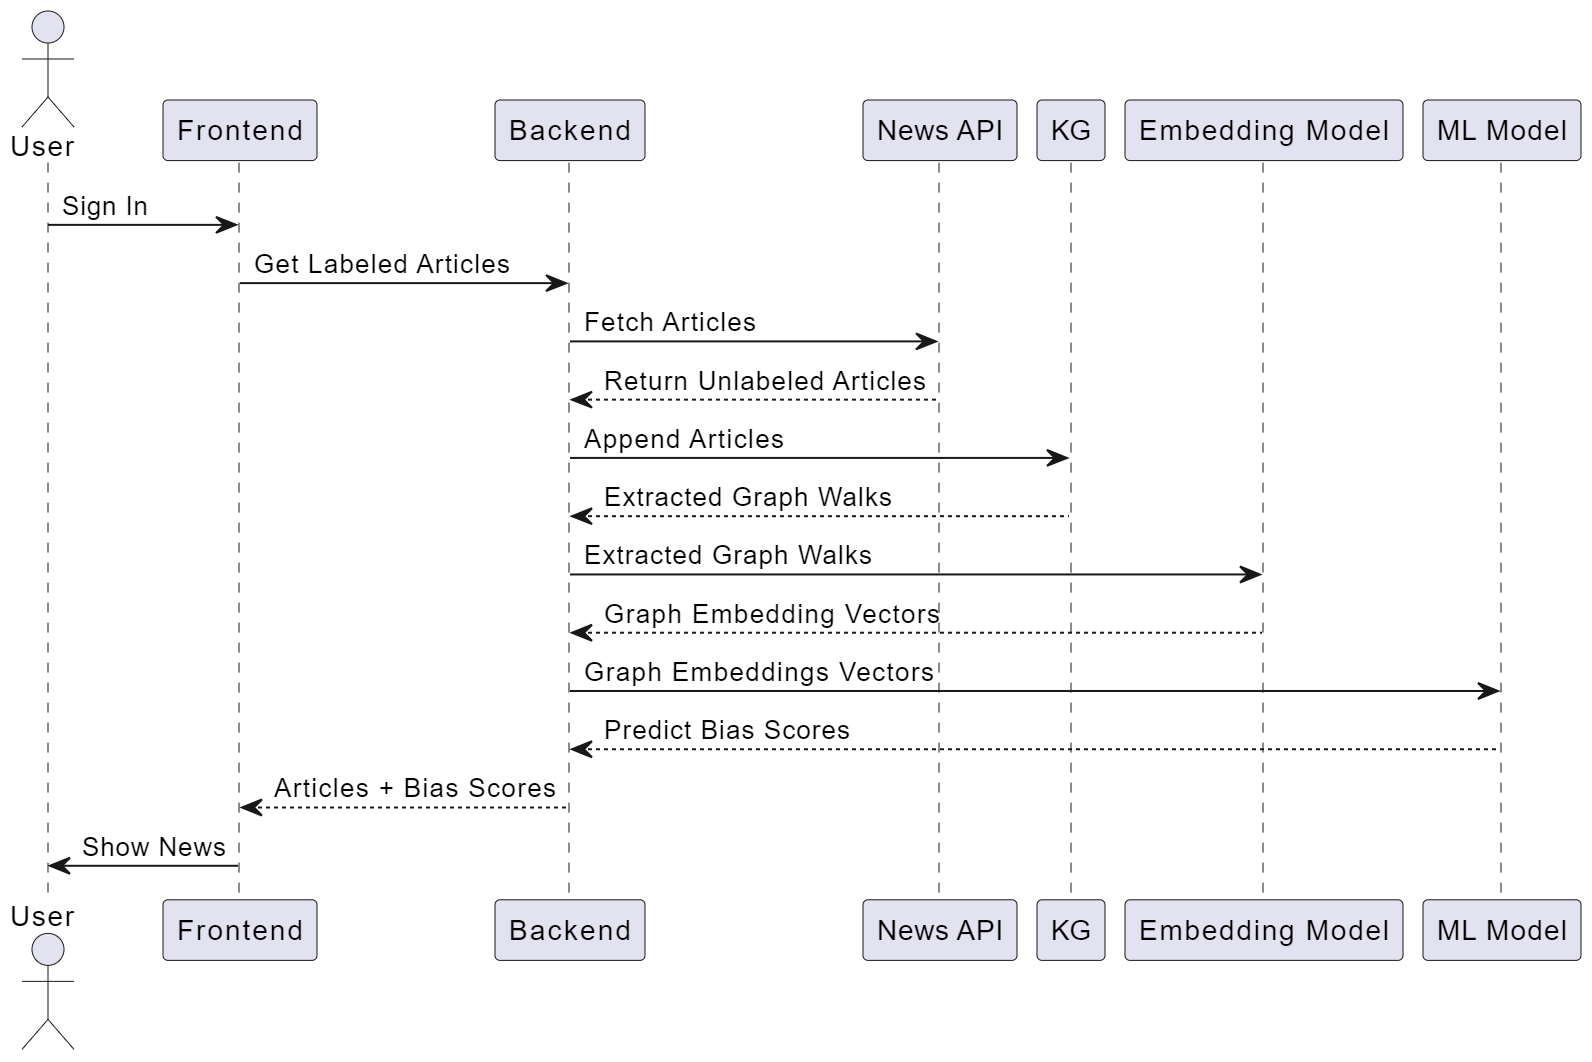 User
Frontend
Backend
News API
KG
Embedding Model
ML Model
Sign In
Get Labeled Articles
Fetch Articles
Return Unlabeled Articles
Append Articles
Extracted Graph Walks
Extracted Graph Walks
Graph Embedding Vectors
Graph Embeddings Vectors
Predict Bias Scores
Articles + Bias Scores
Show News
User
Frontend
Backend
News API
KG
Embedding Model
ML Model